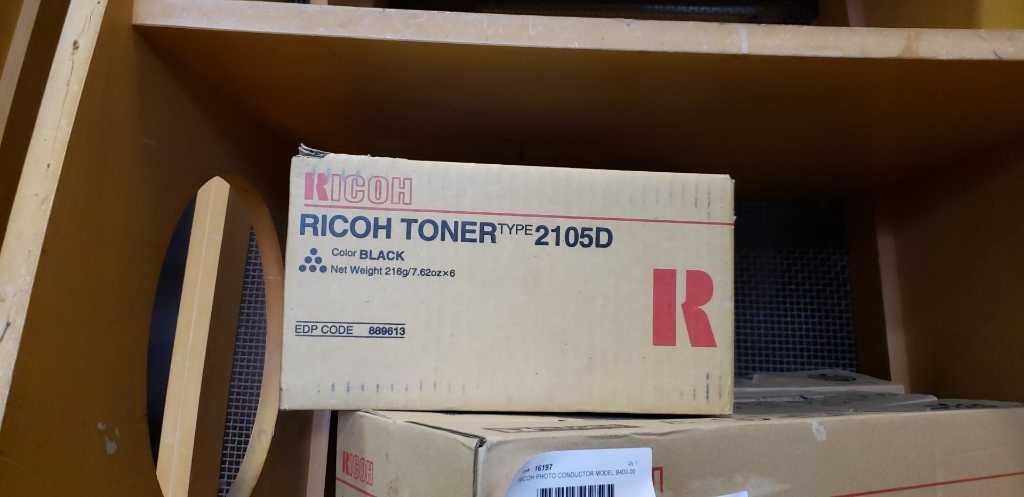 RICOH
RICOH TONER TYPE 2105D
Color BLACK
Net Weight 216g/7.62oz×6
R
EDP CODE 889613
RICOH
16197
RICOH PHOTO CONDUCTOR MODEL